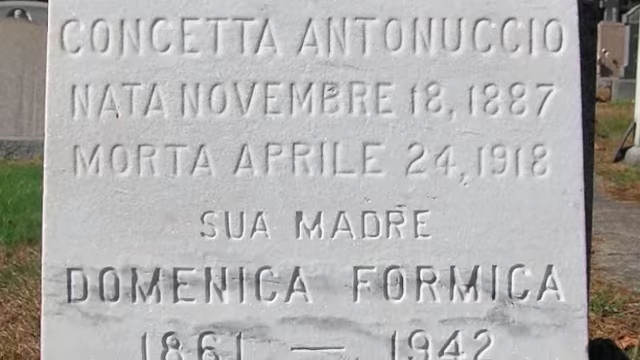 CONCETTA ANTONUCCIO
NATA NOVEMBRE 18, 1887
MORTA APRILE 24, 1918
SUA MADRE
DOMENICA FORMICA
1861 — 1942